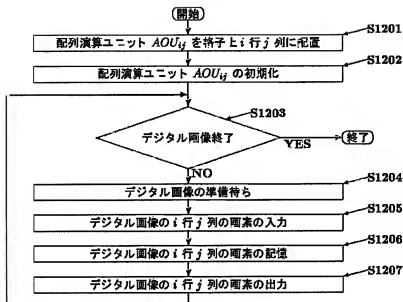 開始
S1201
配列演算ユニット AOU_ij を格子上 i 行 j 列に配置
S1202
配列演算ユニット AOU_ij の初期化
S1203
デジタル画像終了
YES
終了
NO
S1204
デジタル画像の準備待ち
S1205
デジタル画像の i 行 j 列の画素の入力
S1206
デジタル画像の i 行 j 列の画素の記憶
S1207
デジタル画像の i 行 j 列の画素の出力